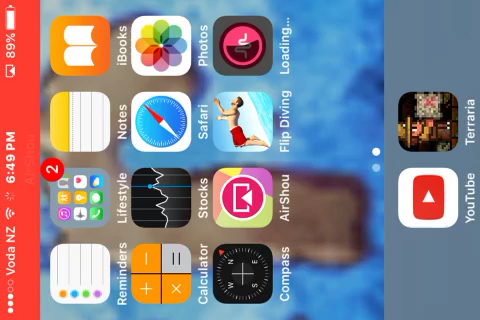 Voda NZ 6:49 PM 89%
AirShou
2
Reminders Lifestyle Notes iBooks
− + × =
Calculator Stocks Safari Photos
N
W E
S
Compass AirShou Flip Diving Loading...
YouTube Terraria